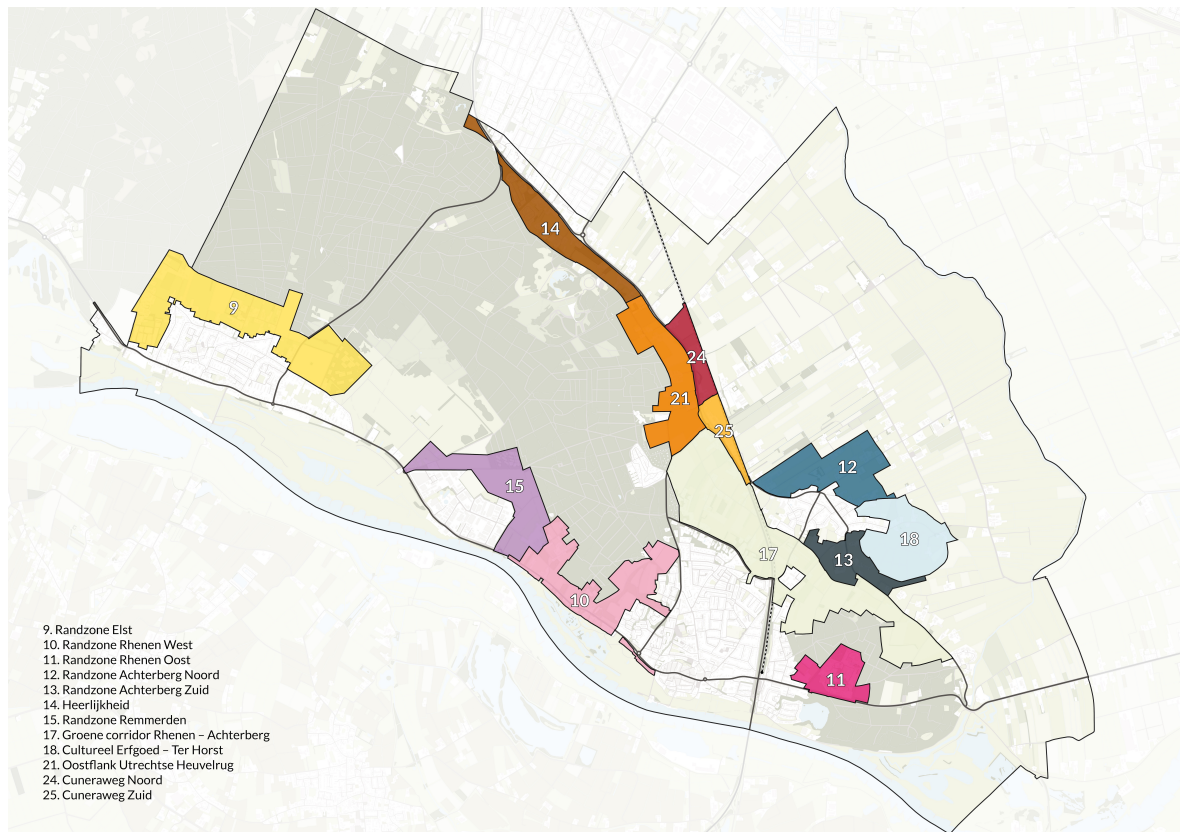 14
9
24
21
25
12
15
18
17
13
10
11
9. Randzone Elst
10. Randzone Rhenen West
11. Randzone Rhenen Oost
12. Randzone Achterberg Noord
13. Randzone Achterberg Zuid
14. Heerlijkheid
15. Randzone Remmerden
17. Groene corridor Rhenen – Achterberg
18. Cultureel Erfgoed – Ter Horst
21. Oostflank Utrechtse Heuvelrug
24. Cuneraweg Noord
25. Cuneraweg Zuid